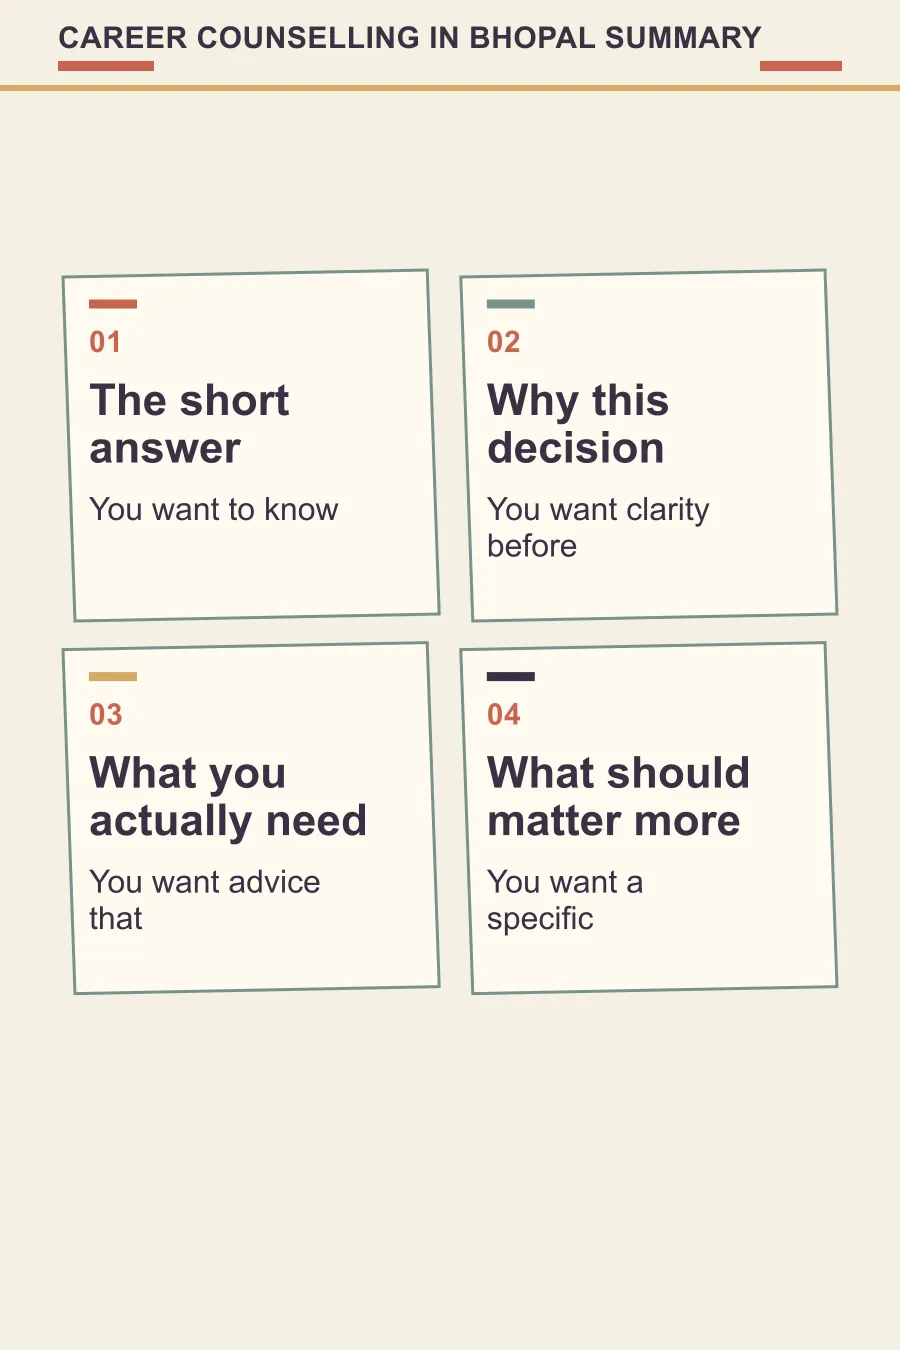 CAREER COUNSELLING IN BHOPAL SUMMARY
01
The short
answer
You want to know
02
Why this
decision
You want clarity
before
03
What you
actually need
You want advice
that
04
What should
matter more
You want a
specific